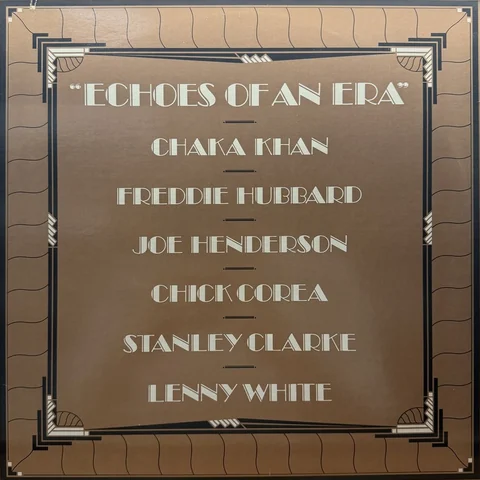 “ECHOES OF AN ERA”
CHAKA KHAN
FREDDIE HUBBARD
JOE HENDERSON
CHICK COREA
STANLEY CLARKE
LENNY WHITE